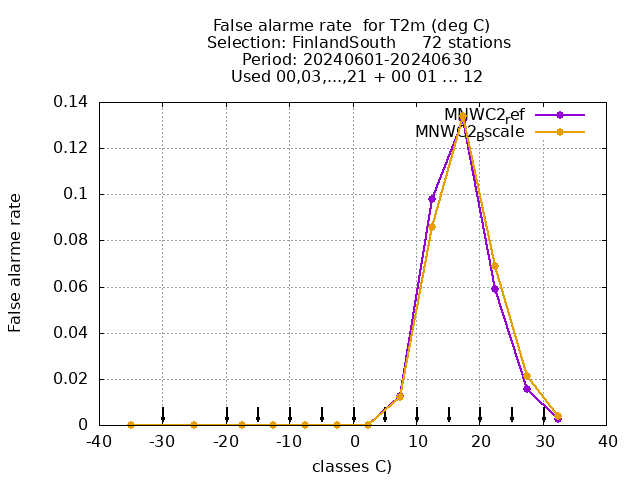 False alarme rate  for T2m (deg C)
Selection: FinlandSouth     72 stations
Period: 20240601-20240630
Used 00,03,...,21 + 00 01 ... 12
MNWC2ref
MNWC2Bscale
False alarme rate
0.14
0.12
0.1
0.08
0.06
0.04
0.02
0
-40 -30 -20 -10 0 10 20 30 40
classes C)